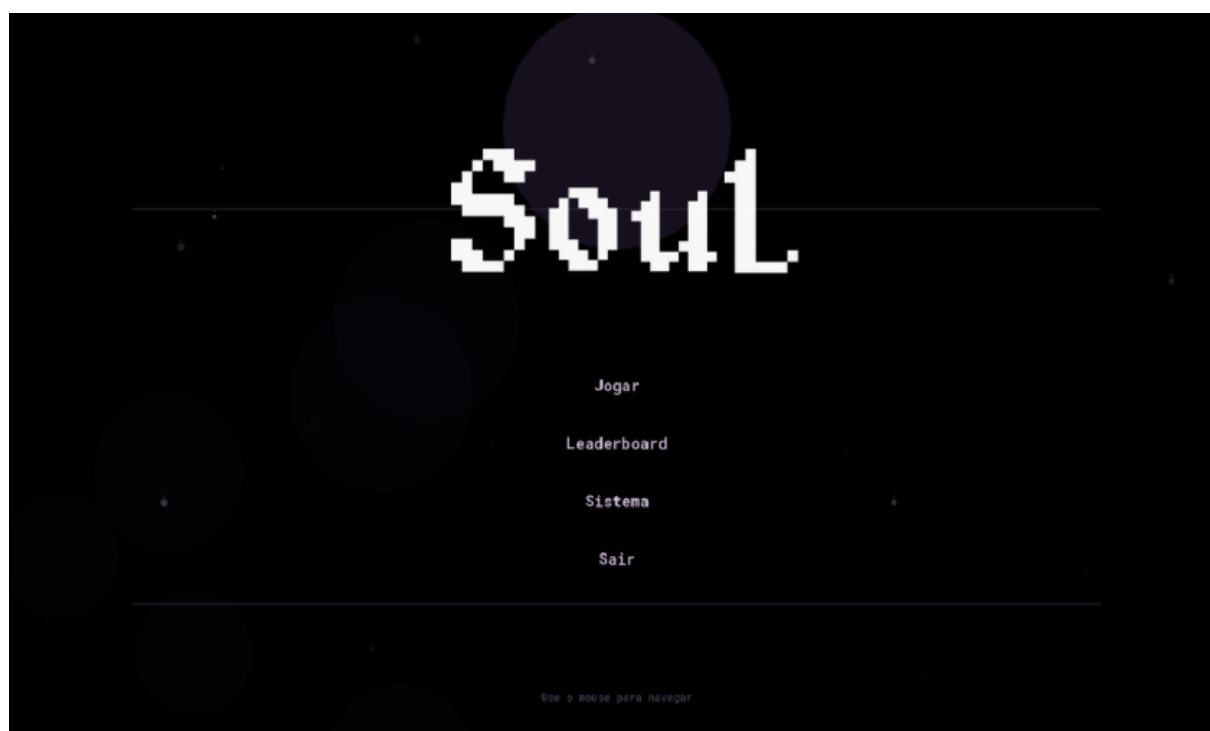 Soul
Jogar
Leaderboard
Sistema
Sair
Use o mouse para navegar